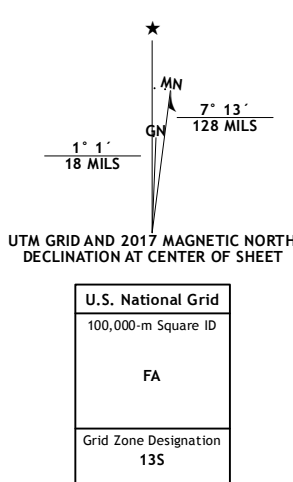 ★
MN
GN
7° 13´
128 MILS
1° 1´
18 MILS
UTM GRID AND 2017 MAGNETIC NORTH
DECLINATION AT CENTER OF SHEET
U.S. National Grid
100,000-m Square ID
FA
Grid Zone Designation
13S